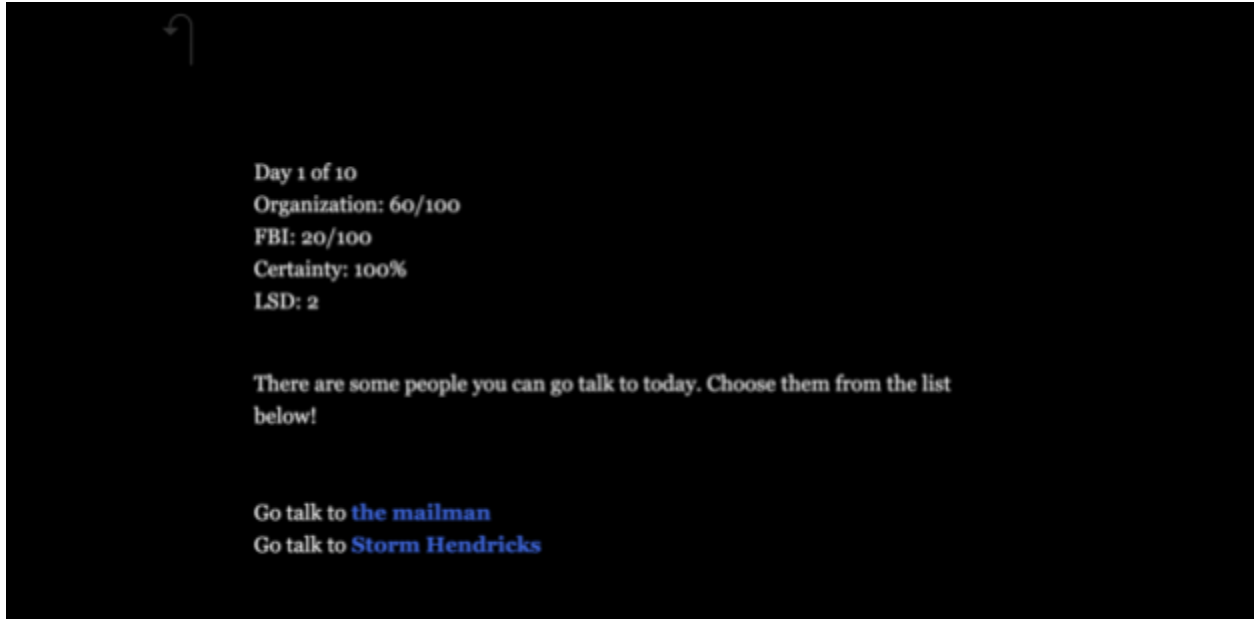 Day 1 of 10
Organization: 60/100
FBI: 20/100
Certainty: 100%
LSD: 2
There are some people you can go talk to today. Choose them from the list
below!
Go talk to the mailman
Go talk to Storm Hendricks